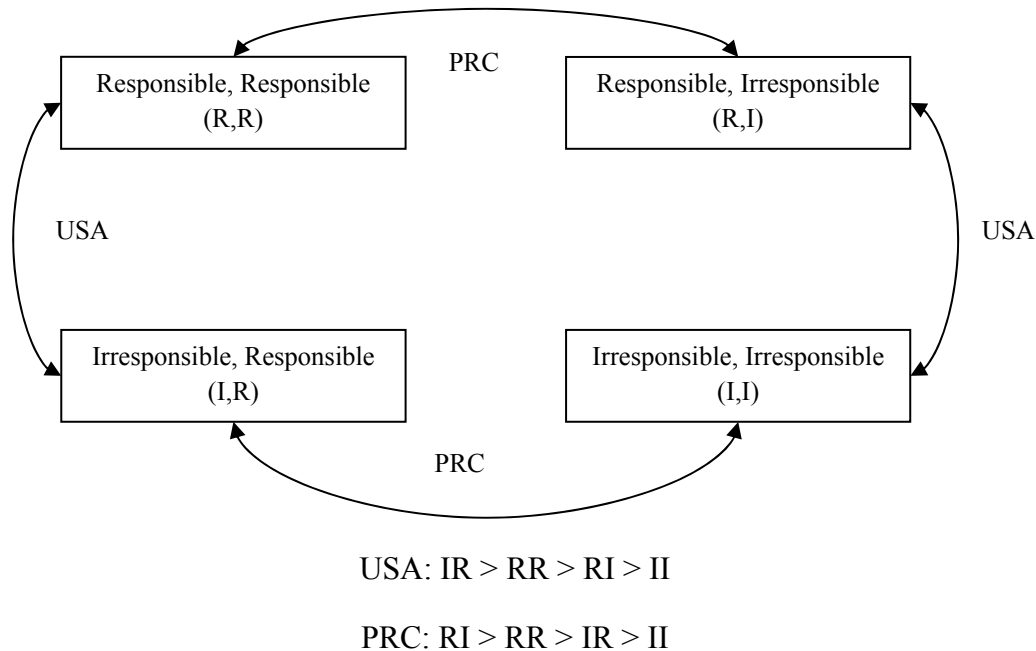 PRC
Responsible, Responsible
(R,R)
Responsible, Irresponsible
(R,I)
USA
USA
Irresponsible, Responsible
(I,R)
Irresponsible, Irresponsible
(I,I)
PRC
USA: IR > RR > RI > II
PRC: RI > RR > IR > II